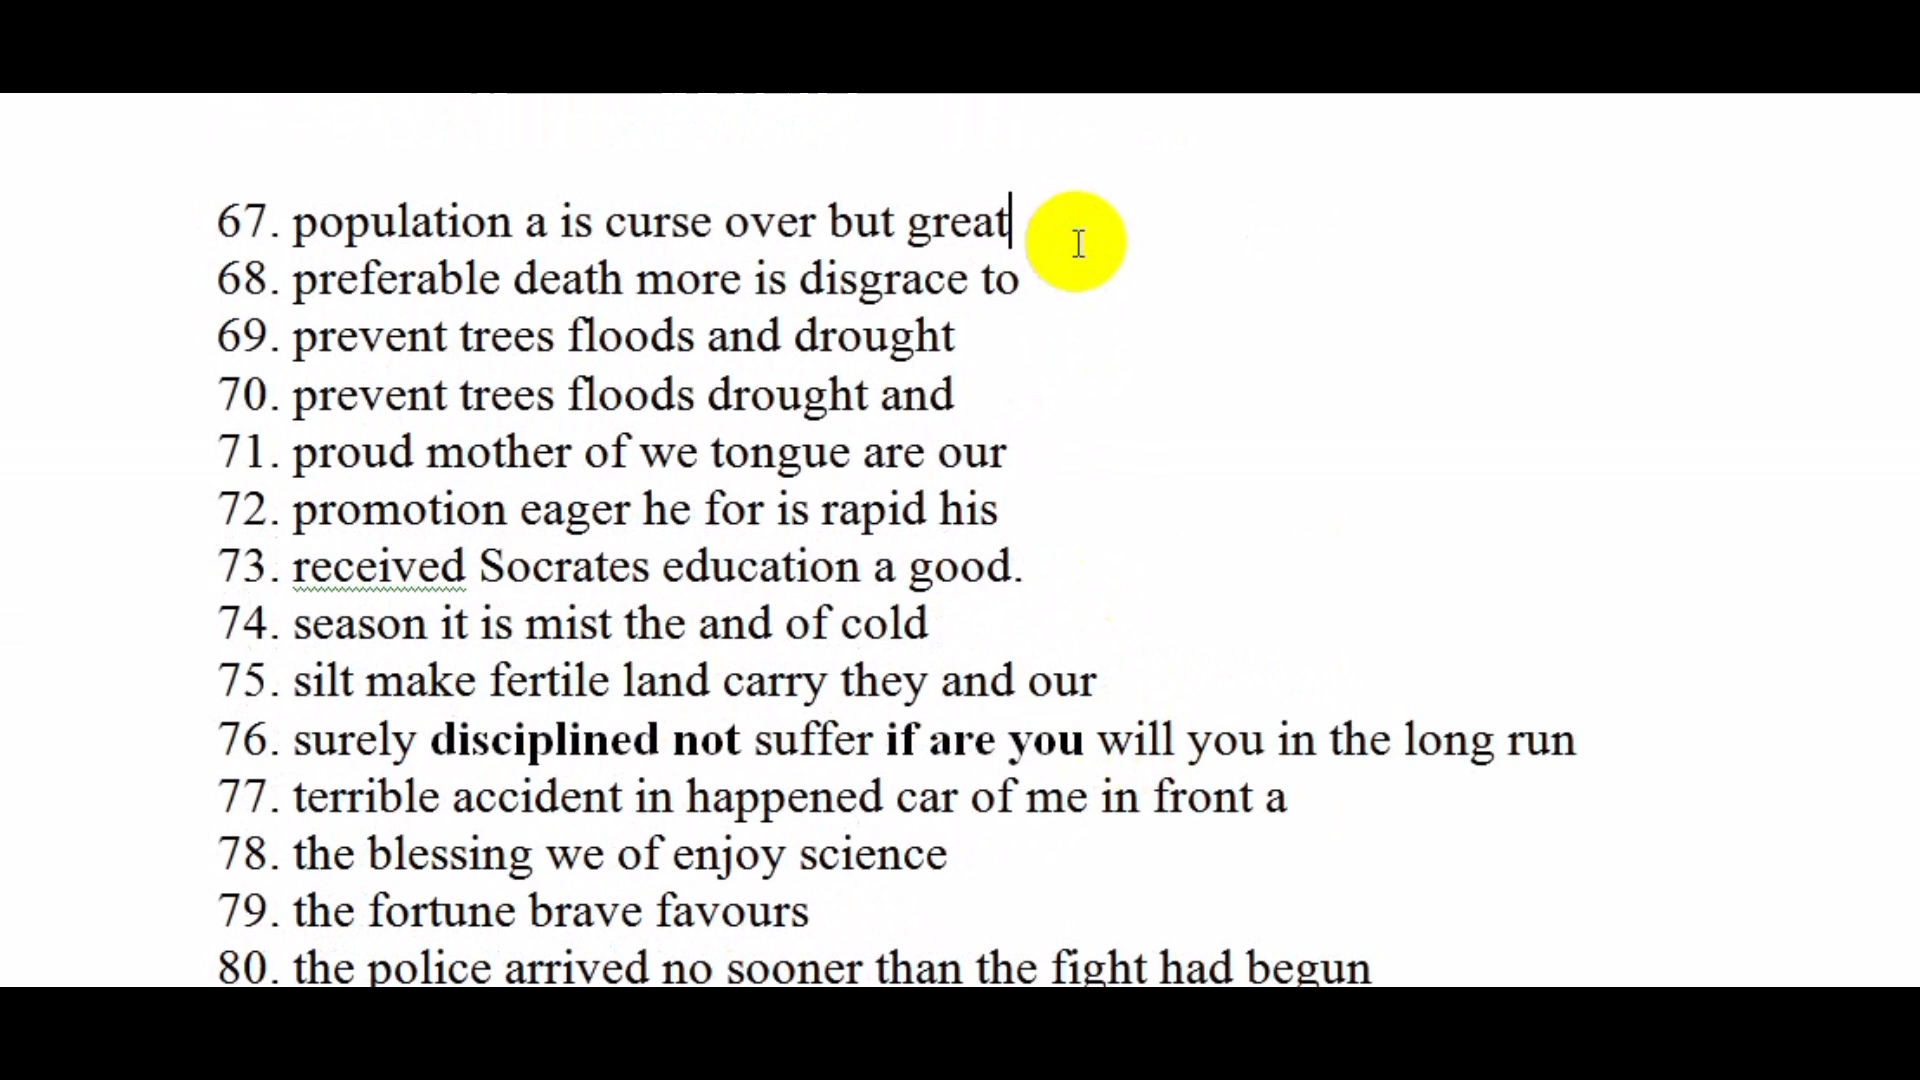 67. population a is curse over but great
68. preferable death more is disgrace to
69. prevent trees floods and drought
70. prevent trees floods drought and
71. proud mother of we tongue are our
72. promotion eager he for is rapid his
73. received Socrates education a good.
74. season it is mist the and of cold
75. silt make fertile land carry they and our
76. surely disciplined not suffer if are you will you in the long run
77. terrible accident in happened car of me in front a
78. the blessing we of enjoy science
79. the fortune brave favours
80. the police arrived no sooner than the fight had begun